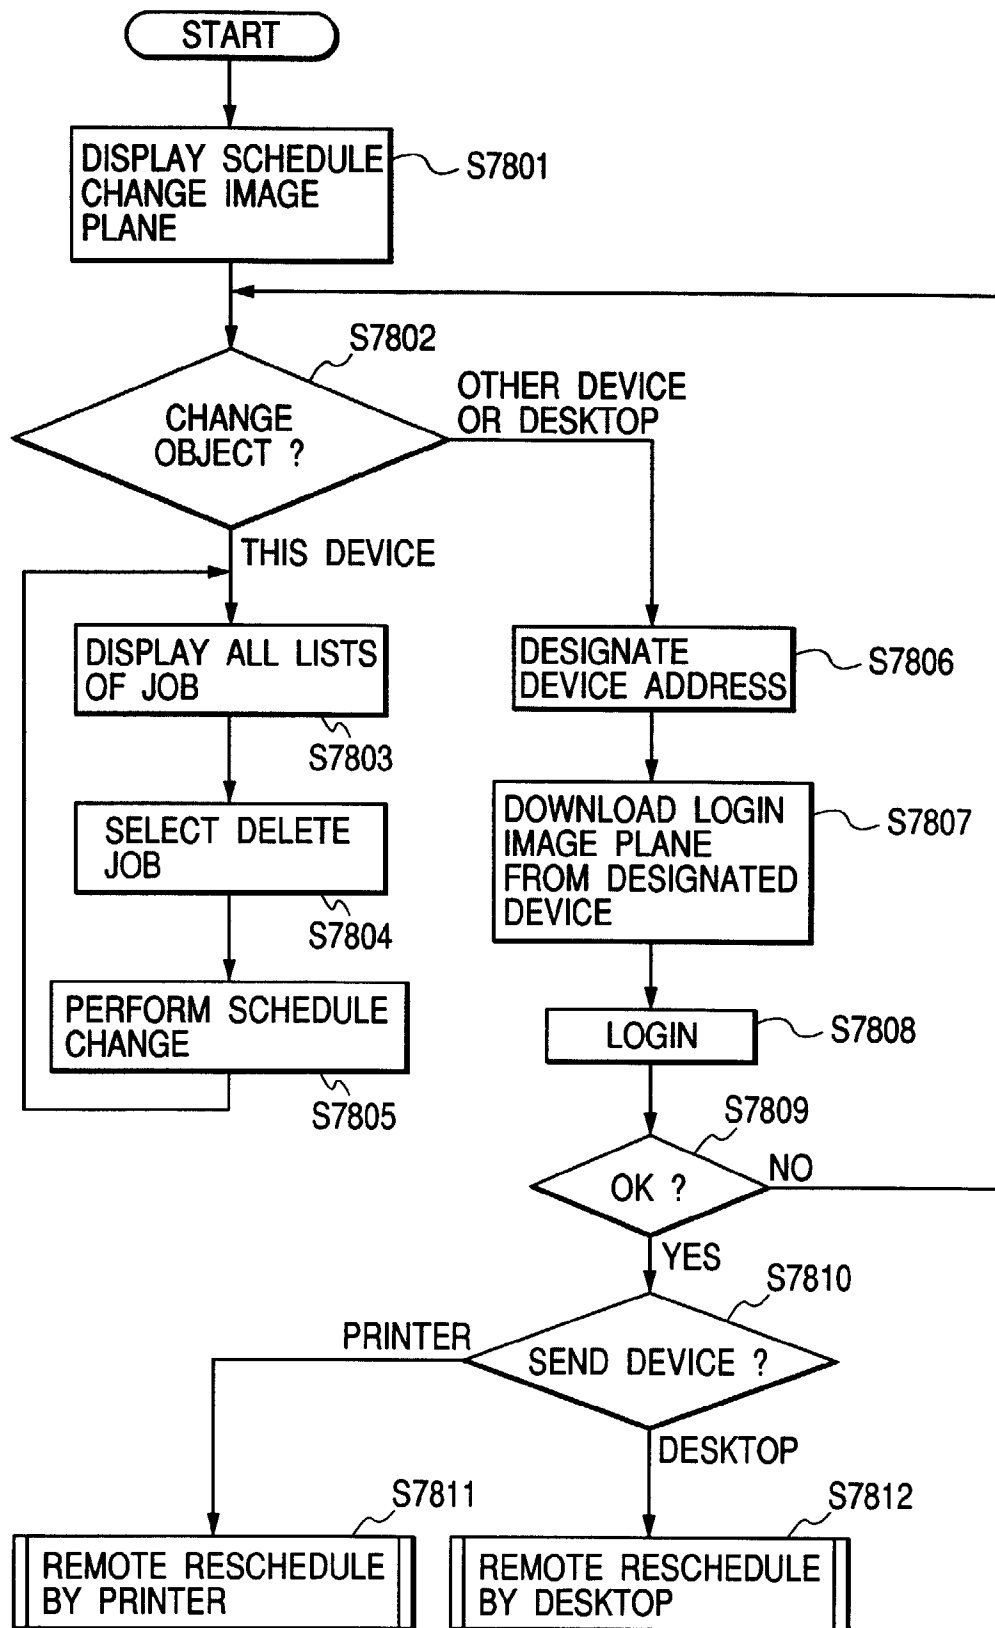 START
DISPLAY SCHEDULE
CHANGE IMAGE
PLANE
S7801
S7802
CHANGE
OBJECT ?
OTHER DEVICE
OR DESKTOP
THIS DEVICE
DISPLAY ALL LISTS
OF JOB
S7803
SELECT DELETE
JOB
S7804
PERFORM SCHEDULE
CHANGE
S7805
DESIGNATE
DEVICE ADDRESS
S7806
DOWNLOAD LOGIN
IMAGE PLANE
FROM DESIGNATED
DEVICE
S7807
LOGIN
S7808
S7809
OK ?
NO
YES
S7810
SEND DEVICE ?
PRINTER
DESKTOP
S7811
REMOTE RESCHEDULE
BY PRINTER
S7812
REMOTE RESCHEDULE
BY DESKTOP